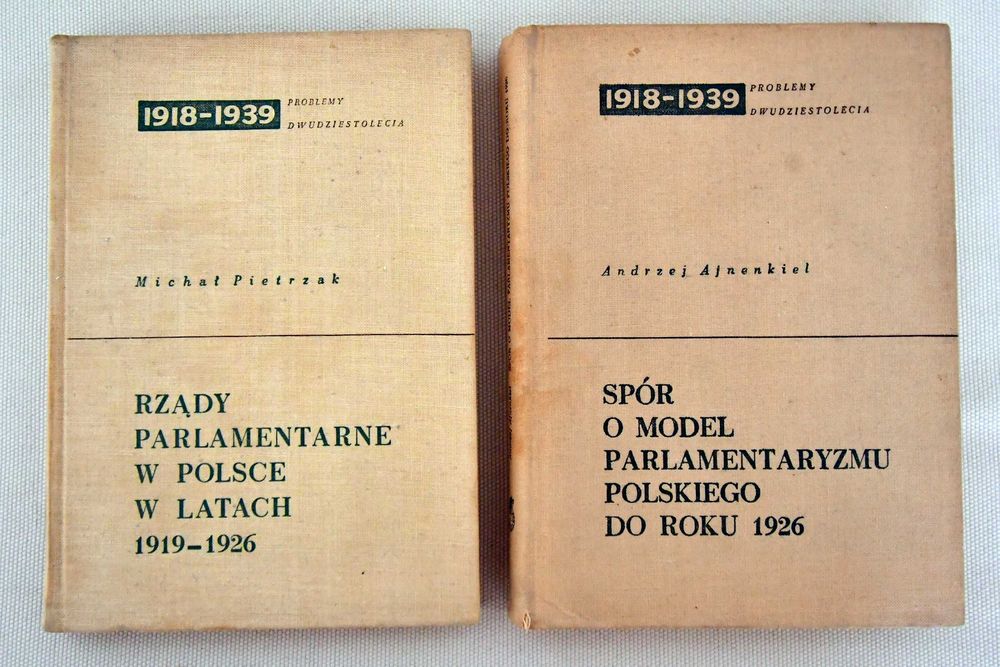 1918-1939
PROBLEMY
DWUDZIESTOLECIA
Michał Pietrzak
RZĄDY
PARLAMENTARNE
W POLSCE
W LATACH
1919–1926
1918-1939
PROBLEMY
DWUDZIESTOLECIA
Andrzej Ajnenkiel
SPÓR
O MODEL
PARLAMENTARYZMU
POLSKIEGO
DO ROKU 1926